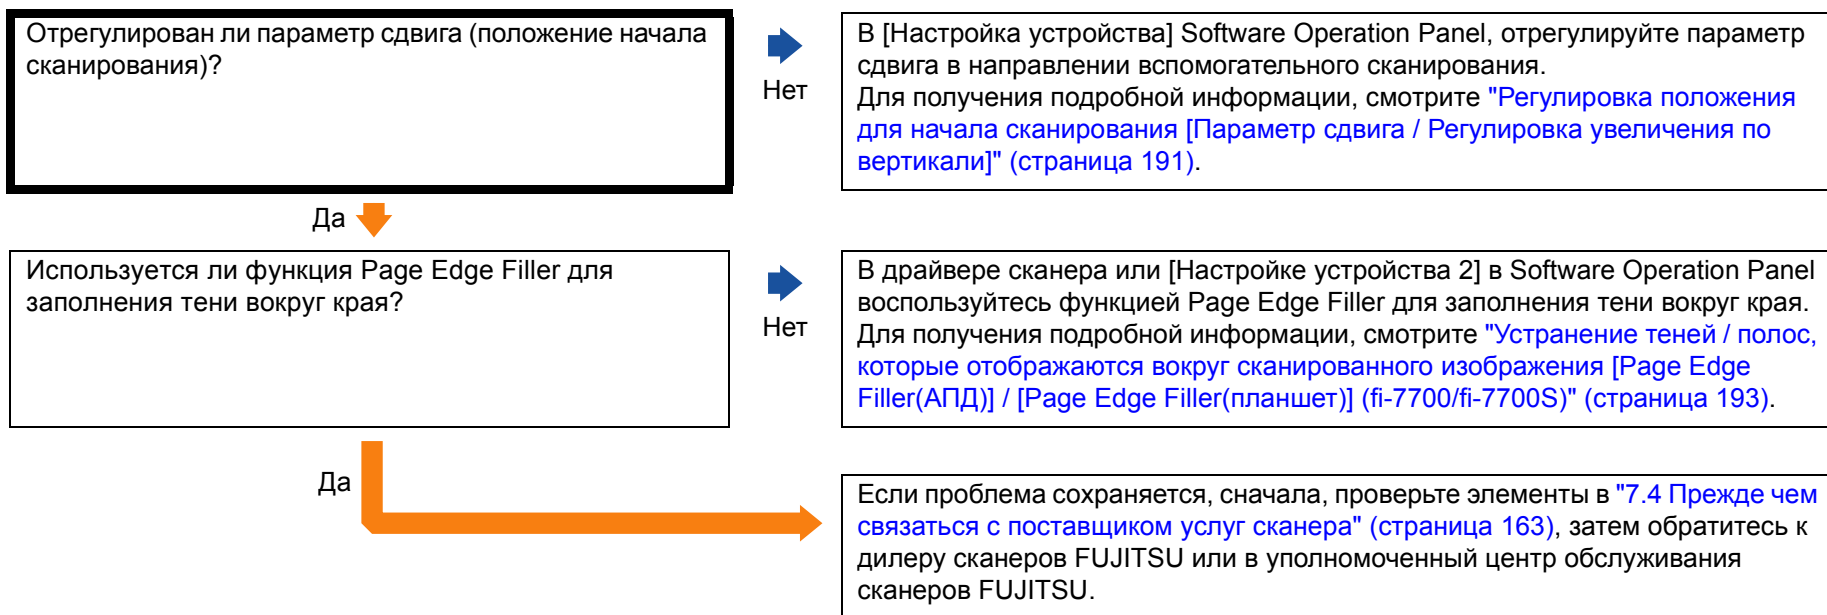 Отрегулирован ли параметр сдвига (положение начала
сканирования)?
Нет
В [Настройка устройства] Software Operation Panel, отрегулируйте параметр
сдвига в направлении вспомогательного сканирования.
Для получения подробной информации, смотрите "Регулировка положения
для начала сканирования [Параметр сдвига / Регулировка увеличения по
вертикали]" (страница 191).
Да
Используется ли функция Page Edge Filler для
заполнения тени вокруг края?
Нет
В драйвере сканера или [Настройке устройства 2] в Software Operation Panel
воспользуйтесь функцией Page Edge Filler для заполнения тени вокруг края.
Для получения подробной информации, смотрите "Устранение теней / полос,
которые отображаются вокруг сканированного изображения [Page Edge
Filler(АПД)] / [Page Edge Filler(планшет)] (fi-7700/fi-7700S)" (страница 193).
Да
Если проблема сохраняется, сначала, проверьте элементы в "7.4 Прежде чем
связаться с поставщиком услуг сканера" (страница 163), затем обратитесь к
дилеру сканеров FUJITSU или в уполномоченный центр обслуживания
сканеров FUJITSU.